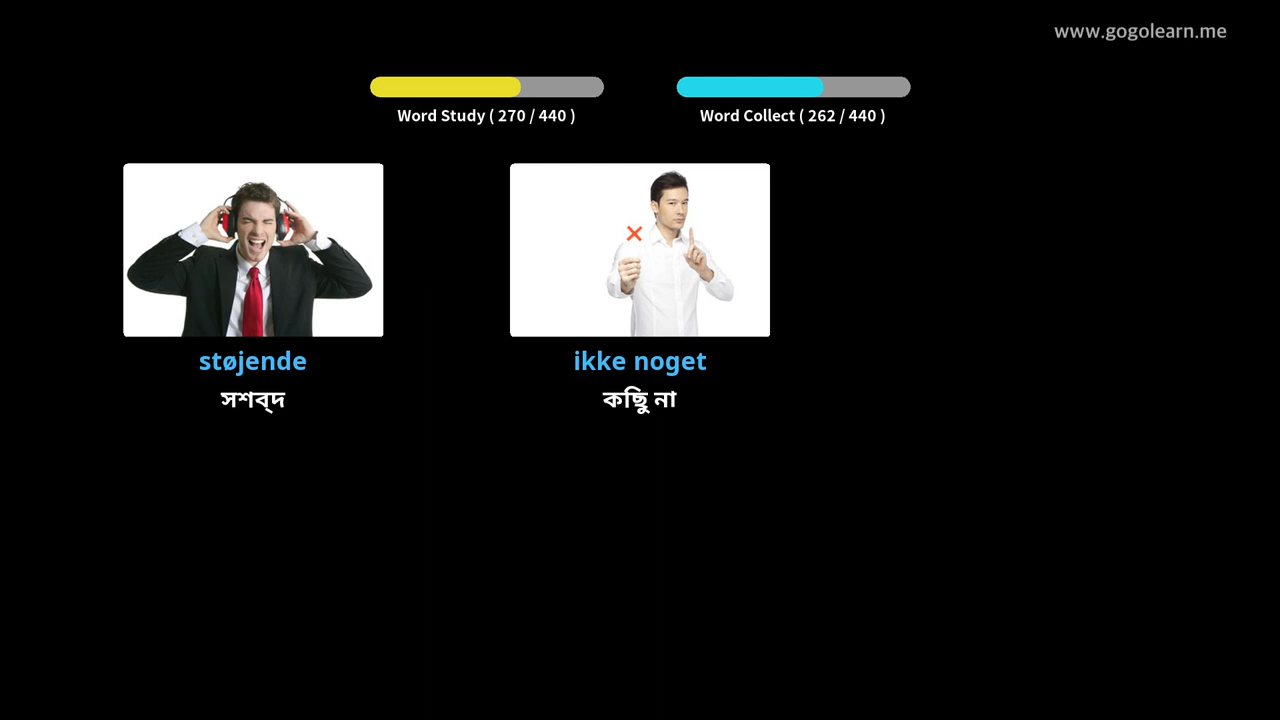 www.gogolearn.me
Word Study ( 270 / 440 )
Word Collect ( 262 / 440 )
støjende
সশব্দ
ikke noget
কিছু না